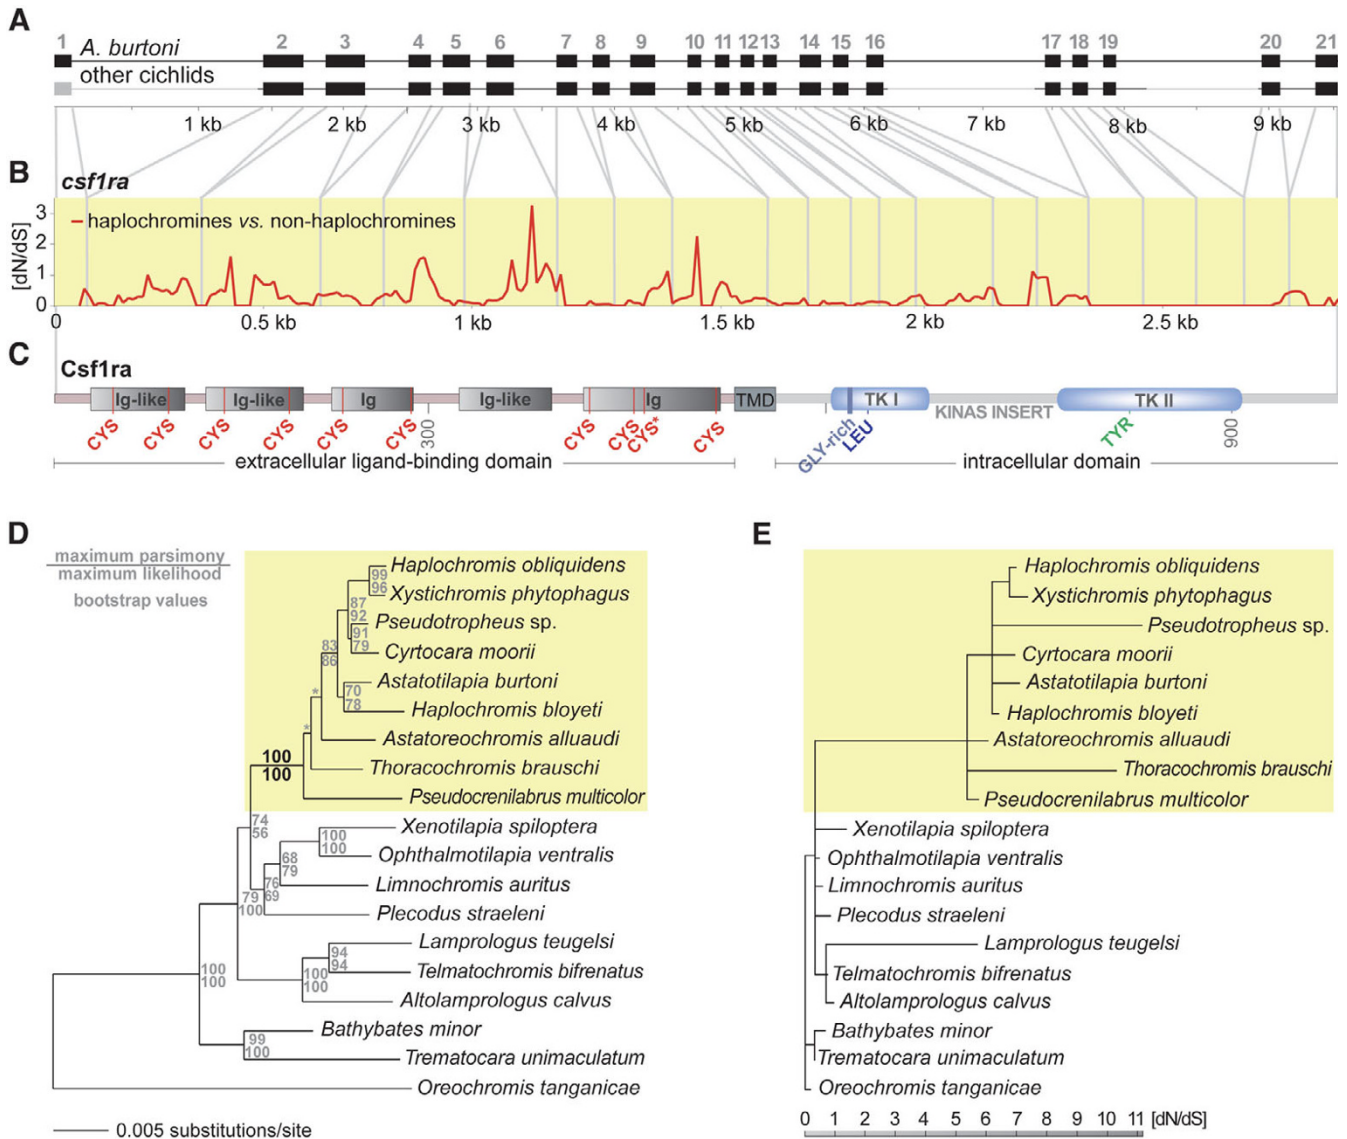 A
1 2 3 4 5 6 7 8 9 10 11 12 13 14 15 16 17 18 19 20 21
A. burtoni
other cichlids
1 kb 2 kb 3 kb 4 kb 5 kb 6 kb 7 kb 8 kb 9 kb
B
csf1ra
haplochromines vs. non-haplochromines
[dN/dS]
3
2
1
0
0 0.5 kb 1 kb 1.5 kb 2 kb 2.5 kb
C
Csf1ra
Ig-like Ig-like Ig Ig-like Ig TMD TK I KINAS INSERT TK II
CYS CYS CYS CYS CYS CYS 300 CYS CYS CYS* CYS GLY-rich LEU TYR 900
extracellular ligand-binding domain intracellular domain
D
maximum parsimony
maximum likelihood
bootstrap values
Haplochromis obliquidens
99
96
Xystichromis phytophagus
87
92
Pseudotropheus sp.
91
79
Cyrtocara moorii
83
86
Astatotilapia burtoni
70
78
Haplochromis bloyeti
*
*
Astatoreochromis alluaudi
100
100
Thoracochromis brauschi
Pseudocrenilabrus multicolor
74
56
Xenotilapia spiloptera
100
100
Ophthalmotilapia ventralis
68
79
Limnochromis auritus
76
69
79
100
Plecodus straeleni
Lamprologus teugelsi
94
94
Telmatochromis bifrenatus
100
100
100
100
Altolamprologus calvus
Bathybates minor
99
100
Trematocara unimaculatum
Oreochromis tanganicae
0.005 substitutions/site
E
Haplochromis obliquidens
Xystichromis phytophagus
Pseudotropheus sp.
Cyrtocara moorii
Astatotilapia burtoni
Haplochromis bloyeti
Astatoreochromis alluaudi
Thoracochromis brauschi
Pseudocrenilabrus multicolor
Xenotilapia spiloptera
Ophthalmotilapia ventralis
Limnochromis auritus
Plecodus straeleni
Lamprologus teugelsi
Telmatochromis bifrenatus
Altolamprologus calvus
Bathybates minor
Trematocara unimaculatum
Oreochromis tanganicae
0 1 2 3 4 5 6 7 8 9 10 11 [dN/dS]